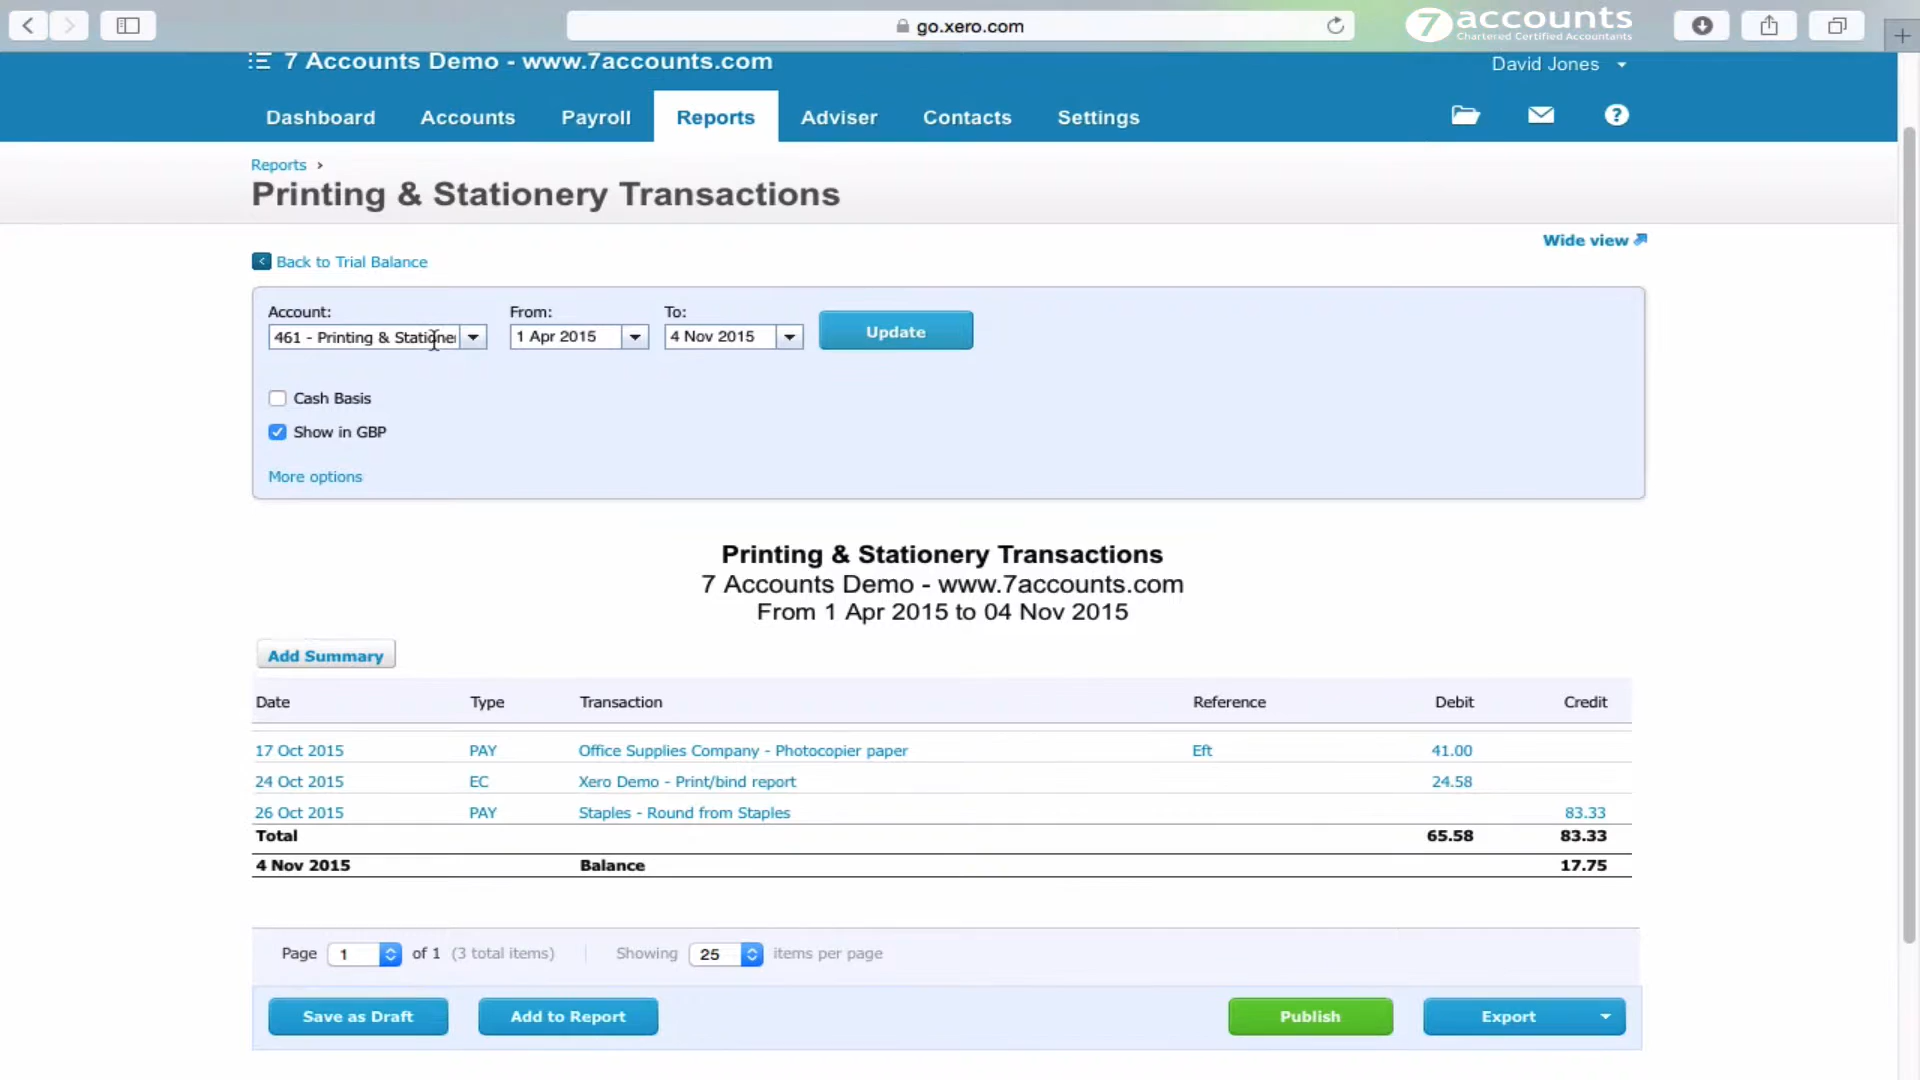 go.xero.com
7 accounts
Chartered Certified Accountants
7 Accounts Demo - www.7accounts.com
David Jones
Dashboard Accounts Payroll Reports Adviser Contacts Settings ?
Reports ›
Printing & Stationery Transactions
Wide view
Back to Trial Balance
Account: From: To:
461 - Printing & Statione 1 Apr 2015 4 Nov 2015 Update
Cash Basis
Show in GBP
More options
Printing & Stationery Transactions
7 Accounts Demo - www.7accounts.com
From 1 Apr 2015 to 04 Nov 2015
Add Summary
Date Type Transaction Reference Debit Credit
17 Oct 2015 PAY Office Supplies Company - Photocopier paper Eft 41.00
24 Oct 2015 EC Xero Demo - Print/bind report 24.58
26 Oct 2015 PAY Staples - Round from Staples 83.33
Total 65.58 83.33
4 Nov 2015 Balance 17.75
Page 1 of 1 (3 total items) Showing 25 items per page
Save as Draft Add to Report Publish Export